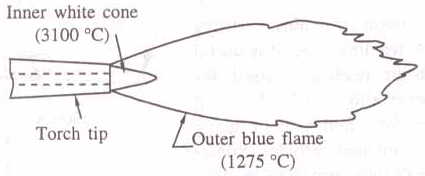 Inner white cone
(3100 °C)
Torch tip
Outer blue flame
(1275 °C)